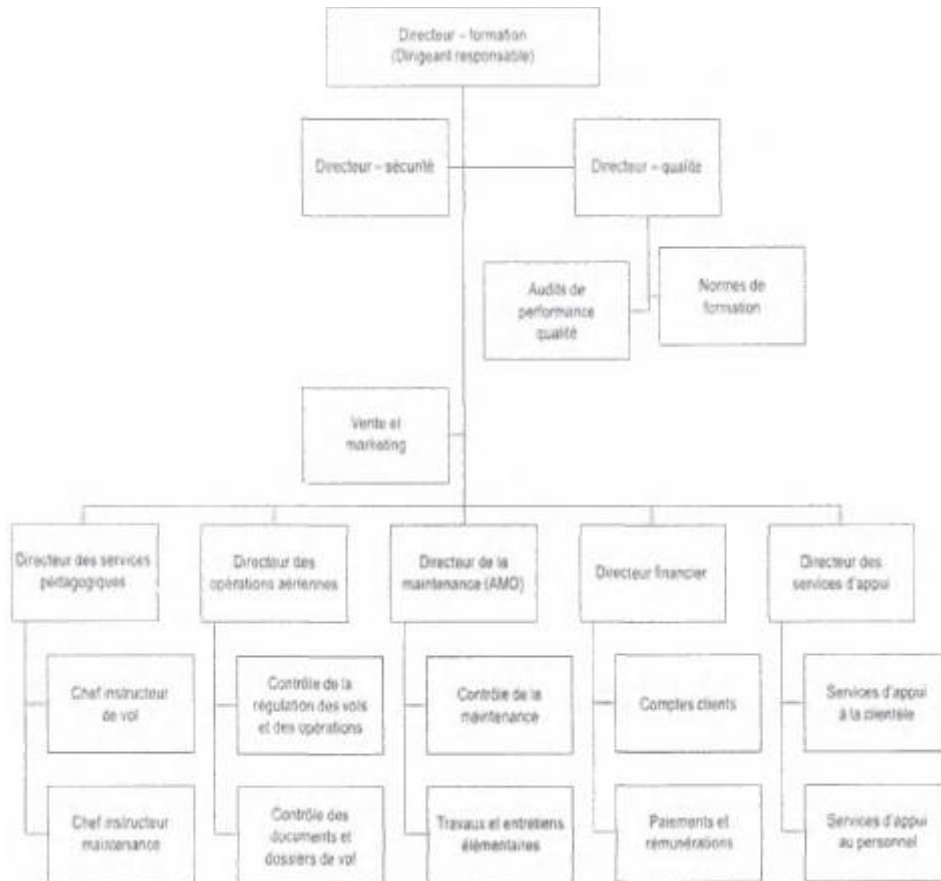 Directeur – formation
(Dirigeant responsable)
Directeur – sécurité
Directeur – qualité
Audits de
performance
qualité
Normes de
formation
Vente et
marketing
Directeur des services
pédagogiques
Directeur des
opérations aériennes
Directeur de la
maintenance (AMO)
Directeur financier
Directeur des
services d'appui
Chef instructeur
de vol
Contrôle de la
régulation des vols
et des opérations
Contrôle de la
maintenance
Comptes clients
Services d'appui
à la clientèle
Chef instructeur
maintenance
Contrôle des
documents et
dossiers de vol
Travaux et entretiens
élémentaires
Paiements et
rémunérations
Services d'appui
au personnel